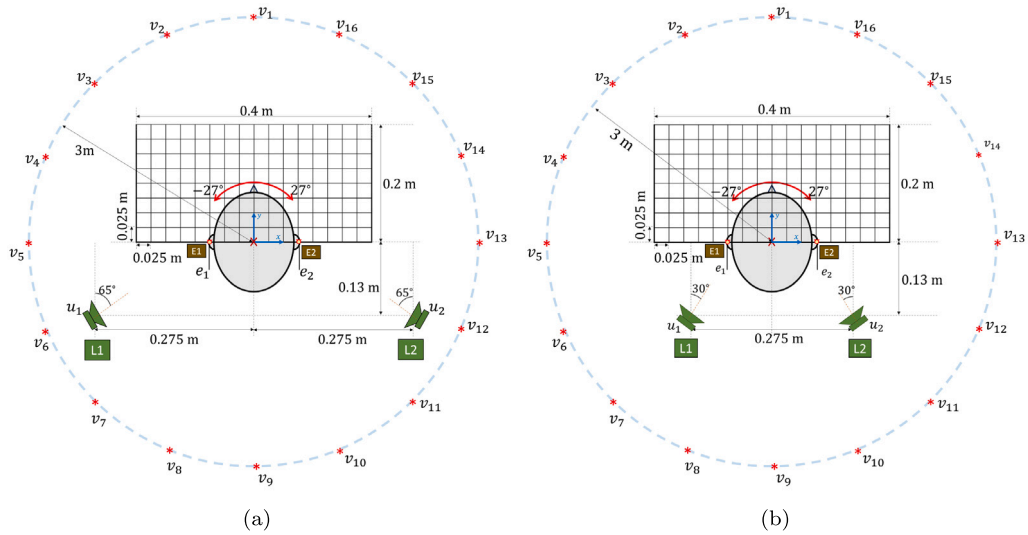 v₁
v₂
v₁₆
v₃
v₁₅
0.4 m
3m
v₄
v₁₄
−27°
27°
0.2 m
0.025 m
y
x
v₅
E1
E2
v₁₃
0.025 m
e₁
e₂
0.13 m
65°
65°
u₁
u₂
v₆
0.275 m
0.275 m
v₁₂
L1
L2
v₇
v₁₁
v₈
v₁₀
v₉
(a)
v₁
v₂
v₁₆
v₃
v₁₅
0.4 m
3 m
v₄
v₁₄
−27°
27°
0.2 m
0.025 m
y
x
v₅
E1
E2
v₁₃
0.025 m
e₁
e₂
0.13 m
30°
30°
u₁
u₂
v₆
0.275 m
v₁₂
L1
L2
v₇
v₁₁
v₈
v₁₀
v₉
(b)